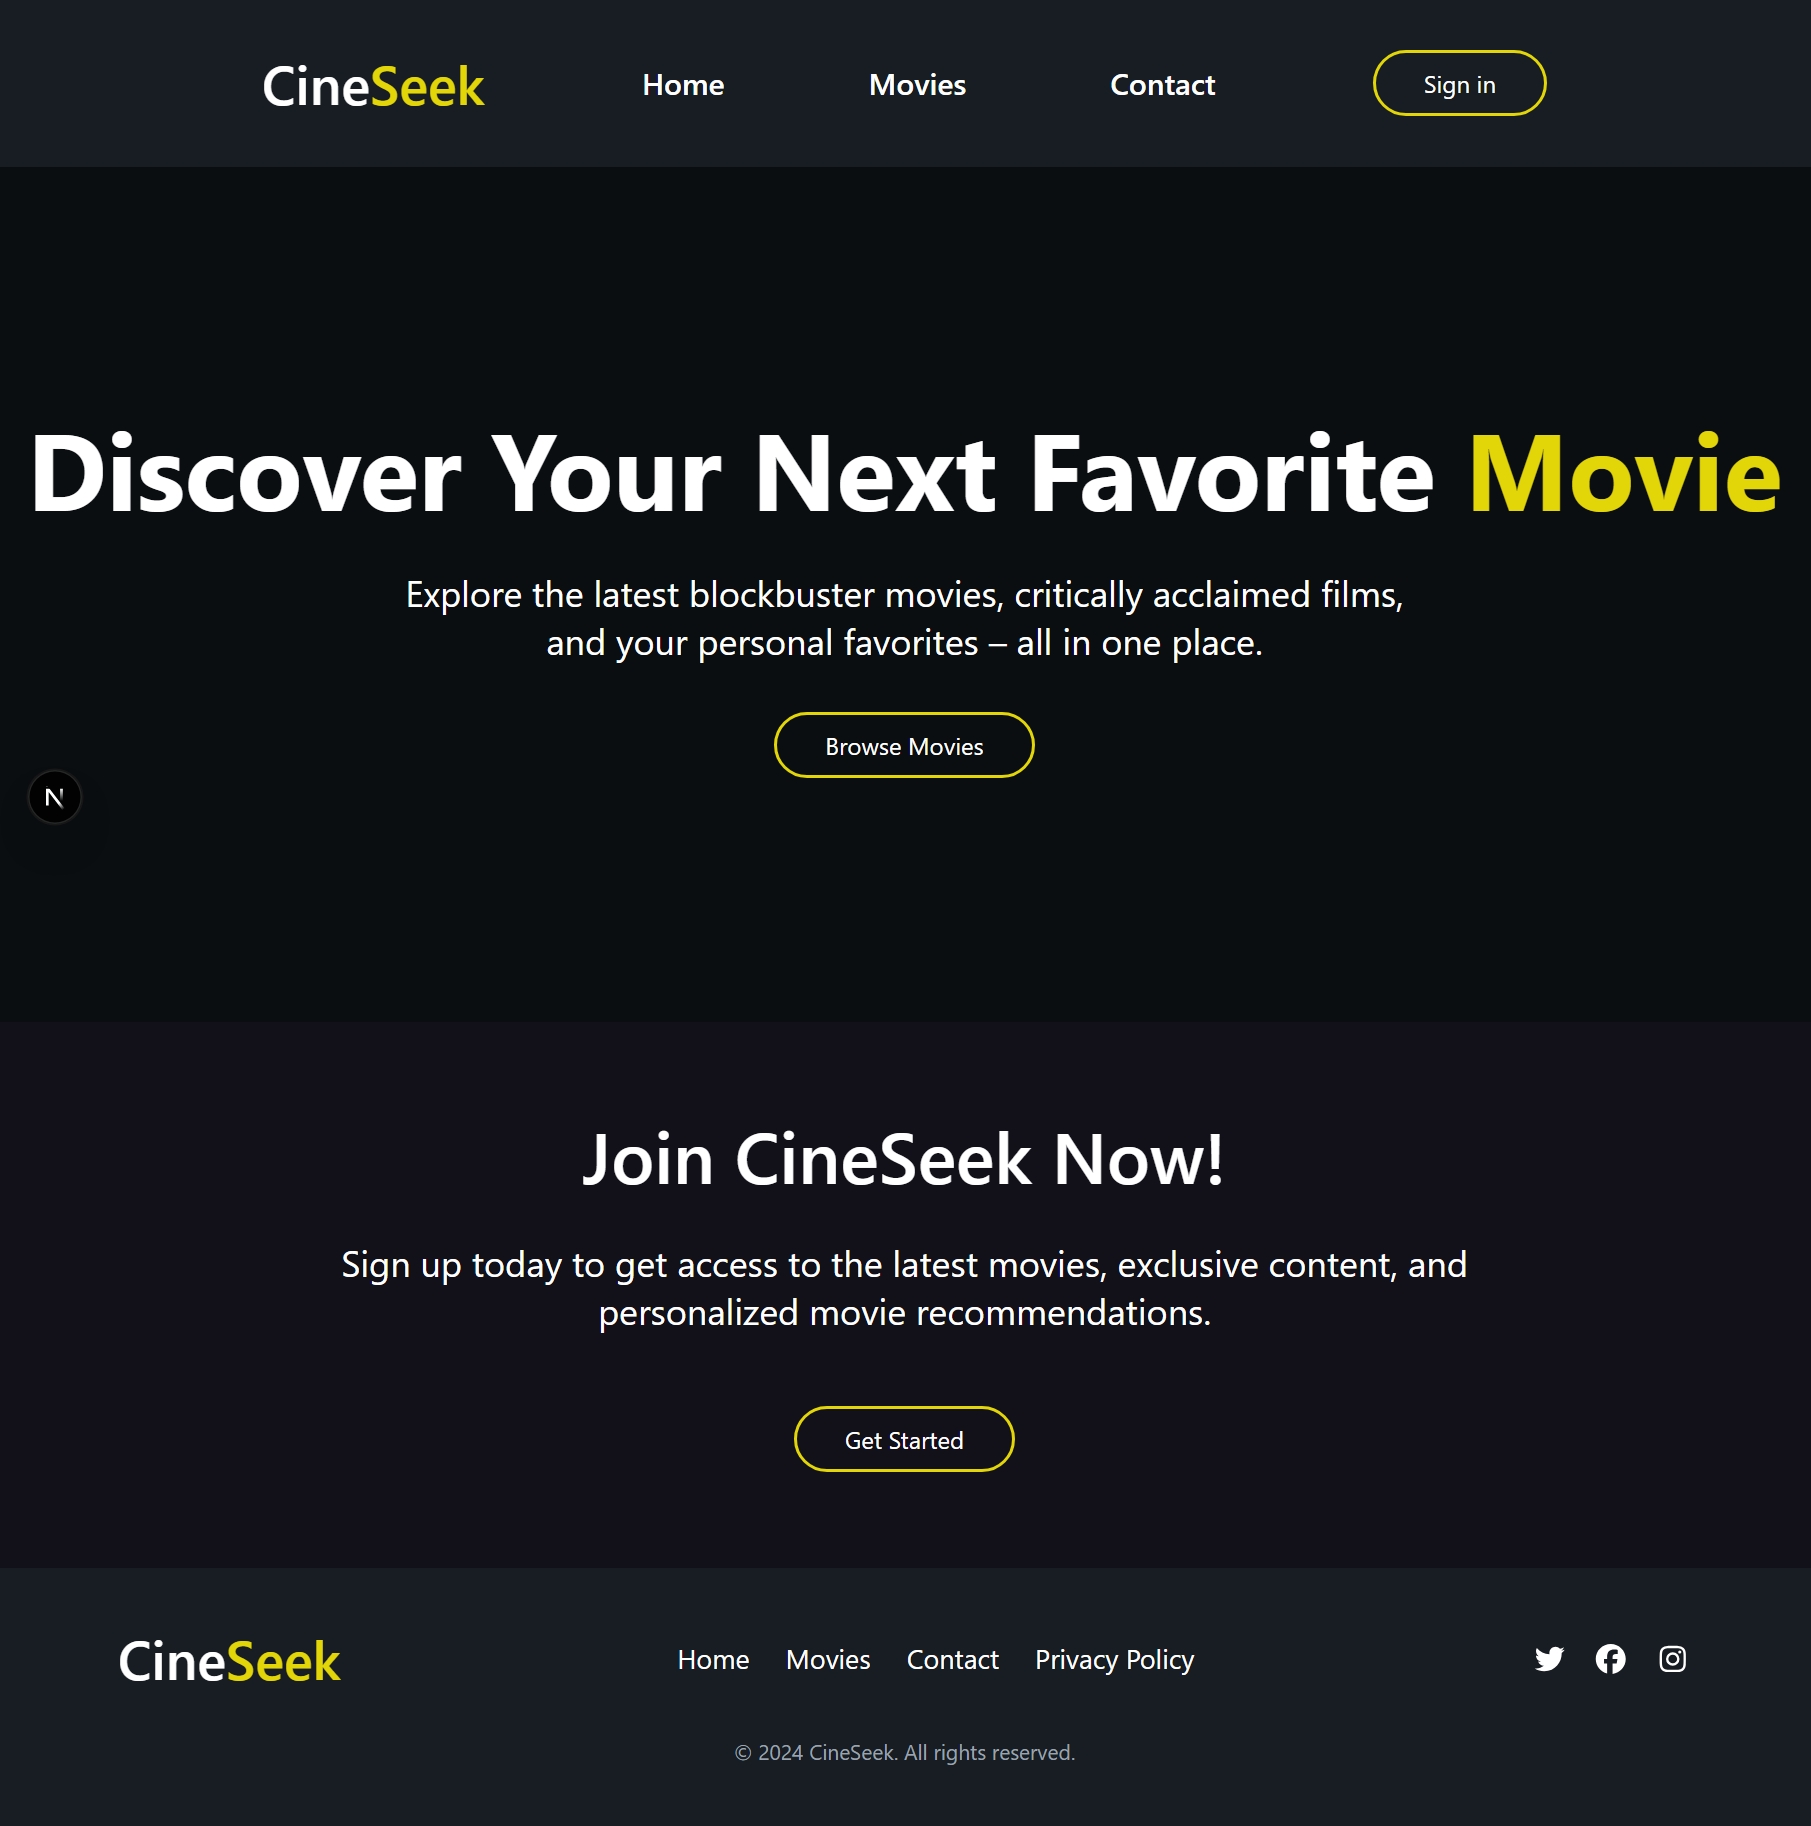 CineSeek Home Movies Contact Sign in
Discover Your Next Favorite Movie
Explore the latest blockbuster movies, critically acclaimed films,
and your personal favorites – all in one place.
Browse Movies
N
Join CineSeek Now!
Sign up today to get access to the latest movies, exclusive content, and
personalized movie recommendations.
Get Started
CineSeek Home Movies Contact Privacy Policy
© 2024 CineSeek. All rights reserved.